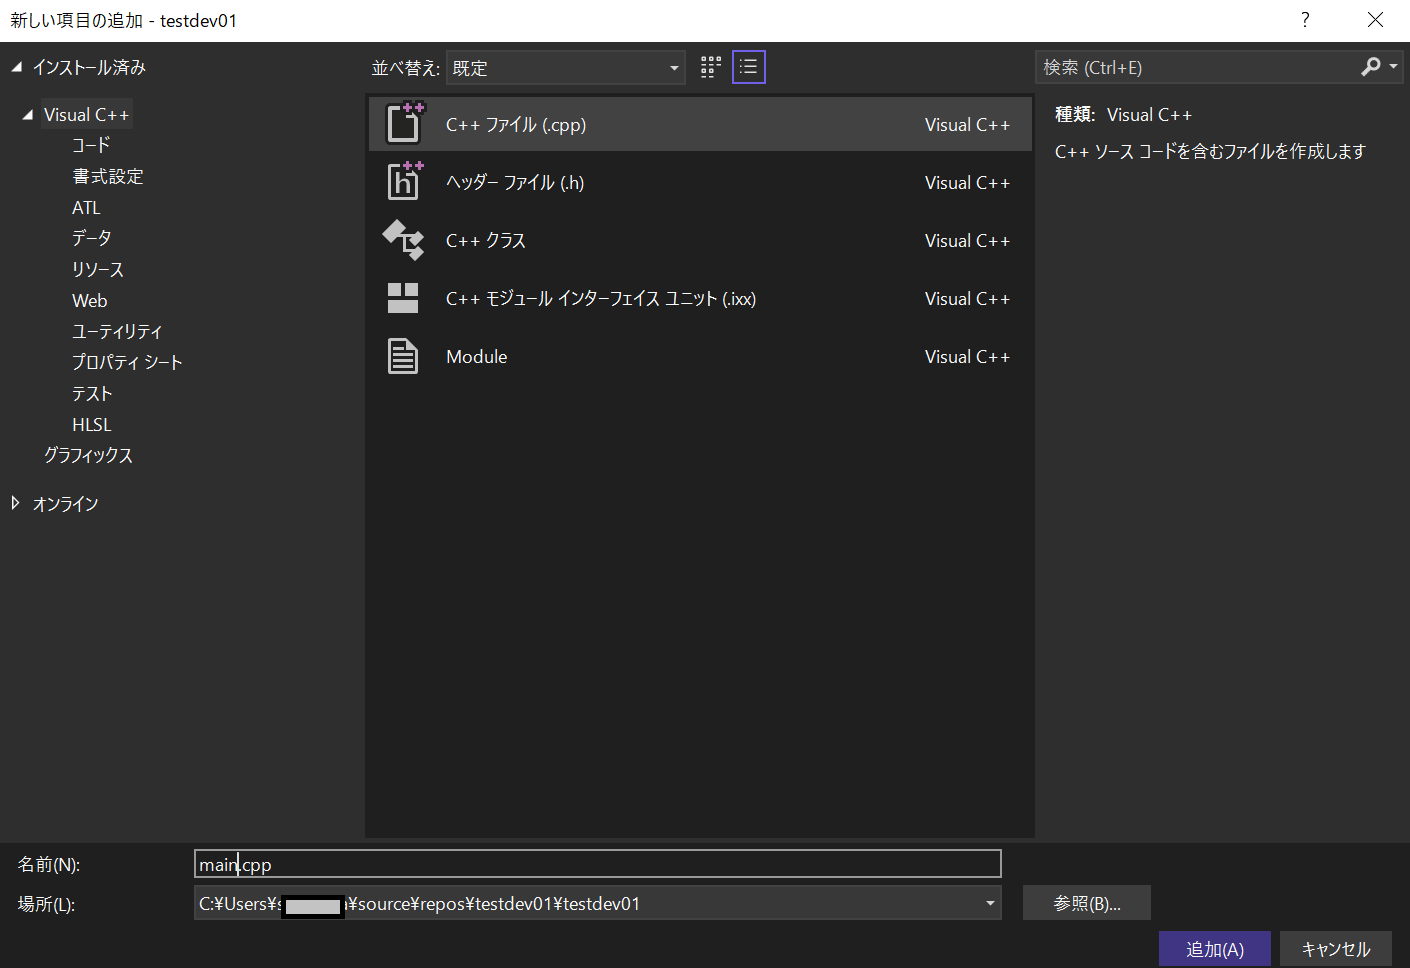 新しい項目の追加 - testdev01
?
インストール済み
並べ替え: 既定
検索 (Ctrl+E)
Visual C++
コード
書式設定
ATL
データ
リソース
Web
ユーティリティ
プロパティ シート
テスト
HLSL
グラフィックス
オンライン
C++ ファイル (.cpp) Visual C++
ヘッダー ファイル (.h) Visual C++
C++ クラス Visual C++
C++ モジュール インターフェイス ユニット (.ixx) Visual C++
Module Visual C++
種類: Visual C++
C++ ソース コードを含むファイルを作成します
名前(N): main.cpp
場所(L): C:¥Users¥ ¥source¥repos¥testdev01¥testdev01
参照(B)...
追加(A)
キャンセル